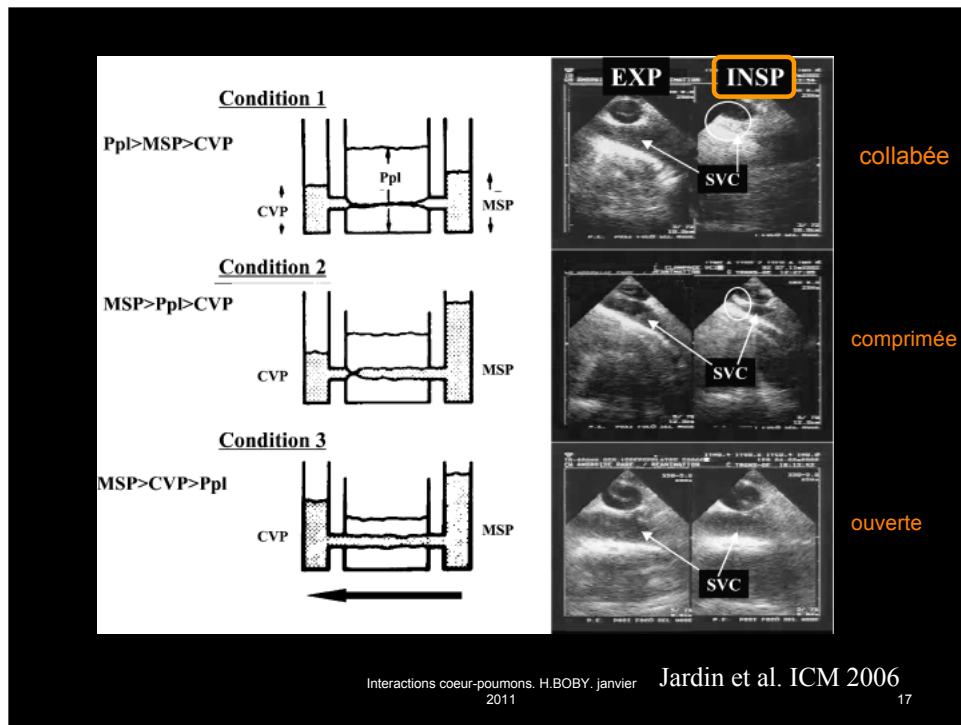 Condition 1
Ppl>MSP>CVP
Ppl
CVP
MSP
Condition 2
MSP>Ppl>CVP
CVP
MSP
Condition 3
MSP>CVP>Ppl
CVP
MSP
EXP
INSP
SVC
collabée
SVC
comprimée
SVC
ouverte
Interactions coeur-poumons. H.BOBY. janvier
2011
Jardin et al. ICM 2006
17